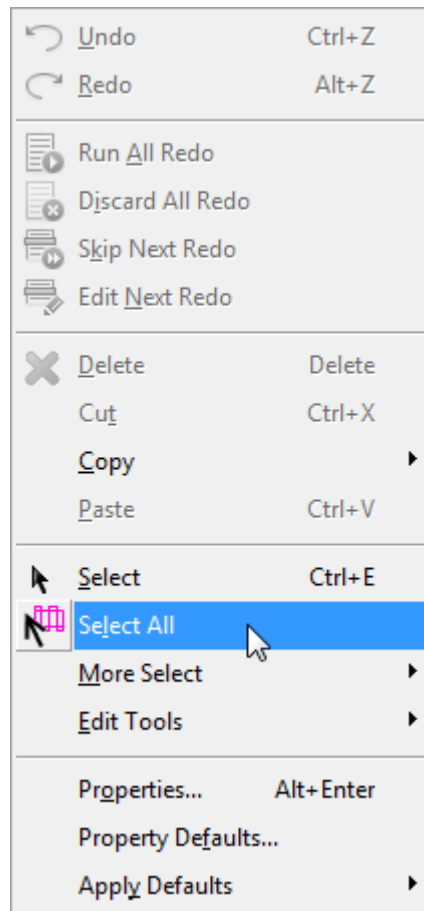 Undo Ctrl+Z
Redo Alt+Z
Run All Redo
Discard All Redo
Skip Next Redo
Edit Next Redo
Delete Delete
Cut Ctrl+X
Copy
Paste Ctrl+V
Select Ctrl+E
Select All
More Select
Edit Tools
Properties... Alt+Enter
Property Defaults...
Apply Defaults